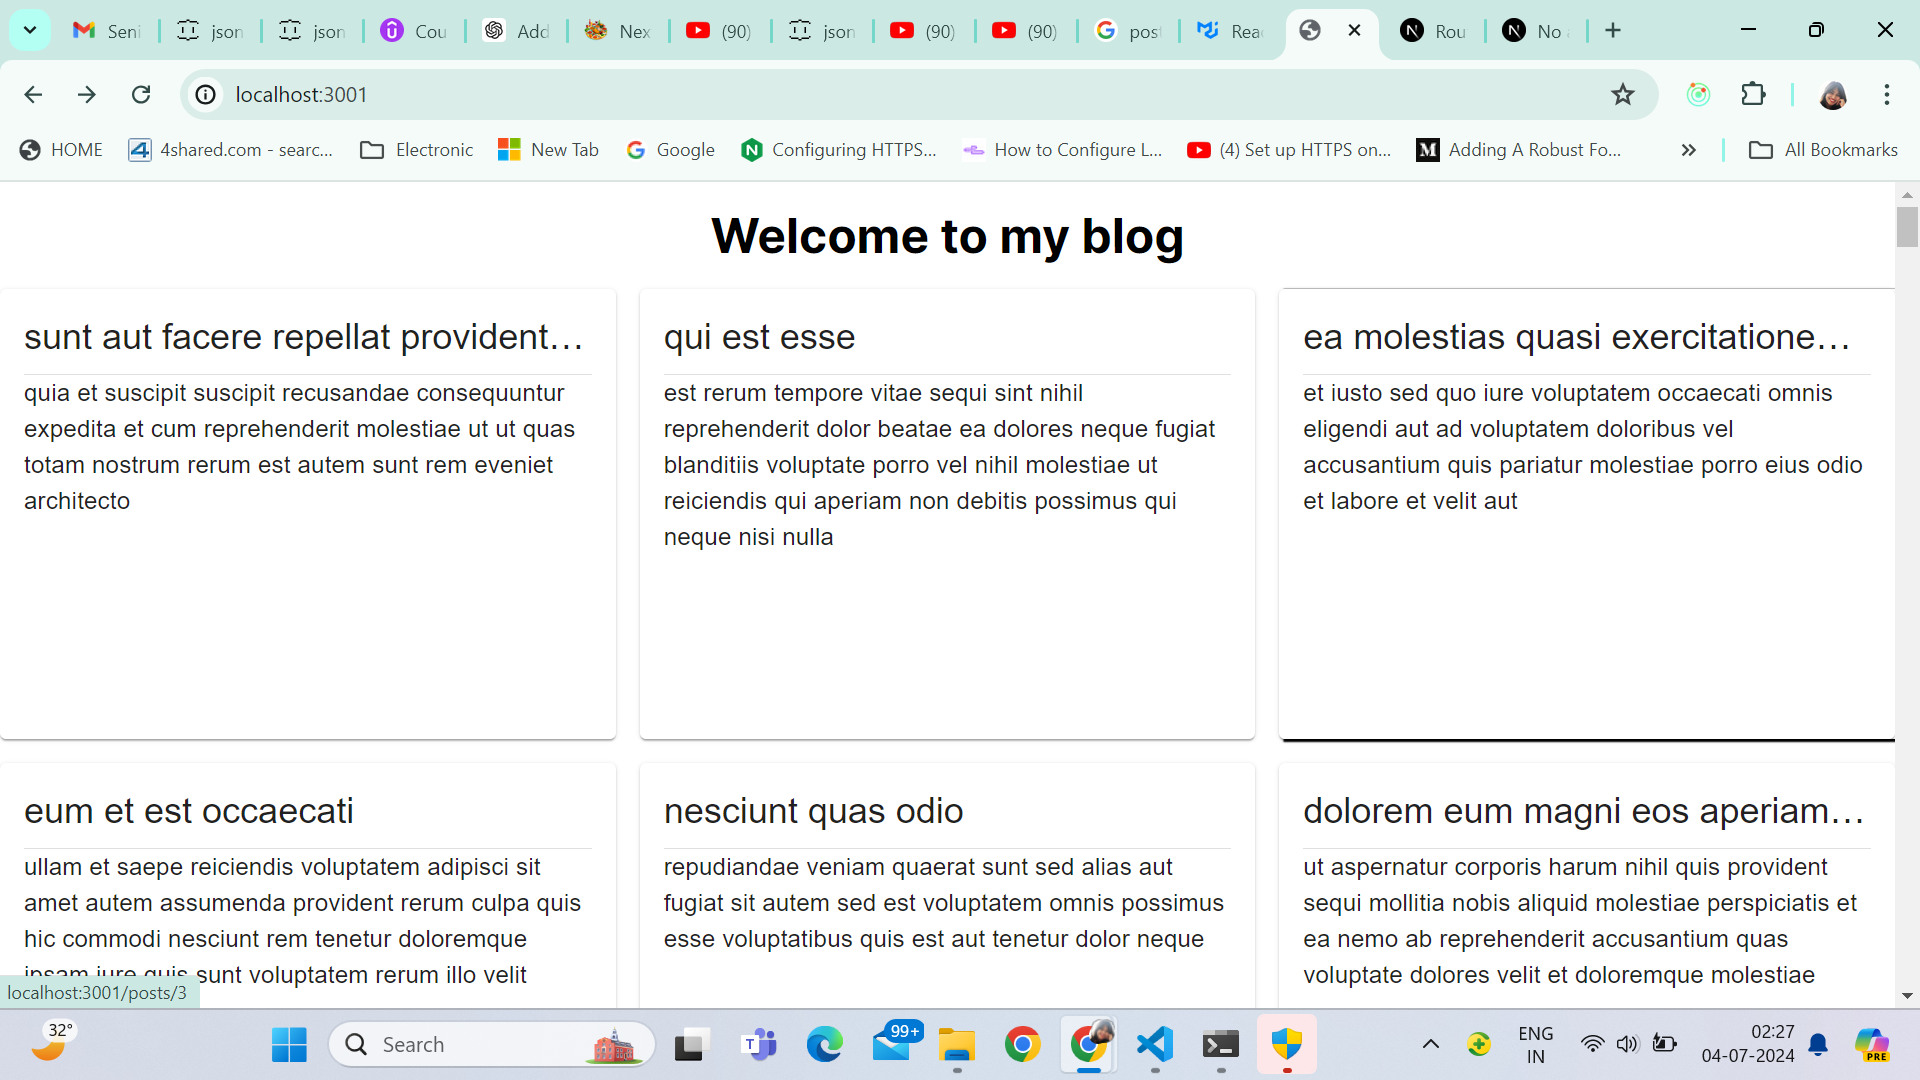 Seni
json
json
Cou
Add
Nex
(90)
json
(90)
(90)
post
Reac
Rou
No a
localhost:3001
HOME
4shared.com - searc...
Electronic
New Tab
Google
Configuring HTTPS...
How to Configure L...
(4) Set up HTTPS on...
Adding A Robust Fo...
All Bookmarks
Welcome to my blog
sunt aut facere repellat provident…
quia et suscipit suscipit recusandae consequuntur
expedita et cum reprehenderit molestiae ut ut quas
totam nostrum rerum est autem sunt rem eveniet
architecto
qui est esse
est rerum tempore vitae sequi sint nihil
reprehenderit dolor beatae ea dolores neque fugiat
blanditiis voluptate porro vel nihil molestiae ut
reiciendis qui aperiam non debitis possimus qui
neque nisi nulla
ea molestias quasi exercitatione…
et iusto sed quo iure voluptatem occaecati omnis
eligendi aut ad voluptatem doloribus vel
accusantium quis pariatur molestiae porro eius odio
et labore et velit aut
eum et est occaecati
ullam et saepe reiciendis voluptatem adipisci sit
amet autem assumenda provident rerum culpa quis
hic commodi nesciunt rem tenetur doloremque
ipsam iure quis sunt voluptatem rerum illo velit
nesciunt quas odio
repudiandae veniam quaerat sunt sed alias aut
fugiat sit autem sed est voluptatem omnis possimus
esse voluptatibus quis est aut tenetur dolor neque
dolorem eum magni eos aperiam…
ut aspernatur corporis harum nihil quis provident
sequi mollitia nobis aliquid molestiae perspiciatis et
ea nemo ab reprehenderit accusantium quas
voluptate dolores velit et doloremque molestiae
localhost:3001/posts/3
32°
Search
99+
ENG
IN
02:27
04-07-2024
PRE